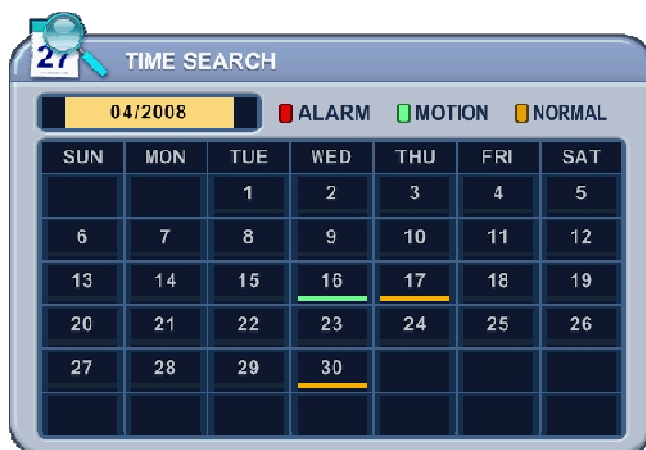 27
TIME SEARCH
04/2008 ALARM MOTION NORMAL
SUN MON TUE WED THU FRI SAT
1 2 3 4 5
6 7 8 9 10 11 12
13 14 15 16 17 18 19
20 21 22 23 24 25 26
27 28 29 30